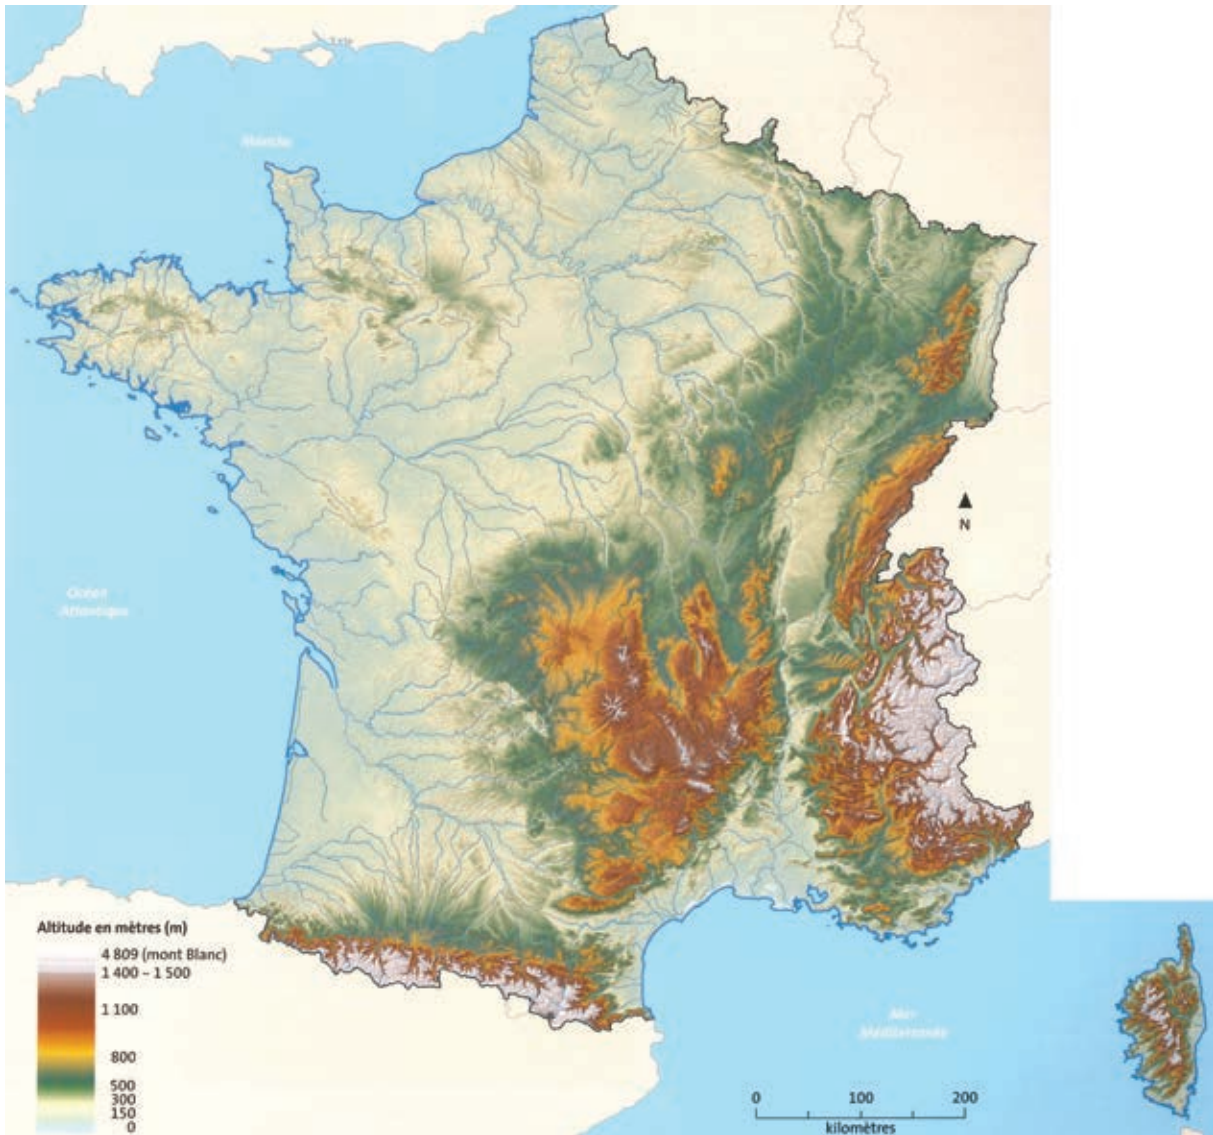 Manche
N
Océan
Atlantique
Altitude en mètres (m)
4 809 (mont Blanc)
1 400 – 1 500
1 100
800
500
300
150
0
Mer
Méditerranée
0 100 200
kilomètres